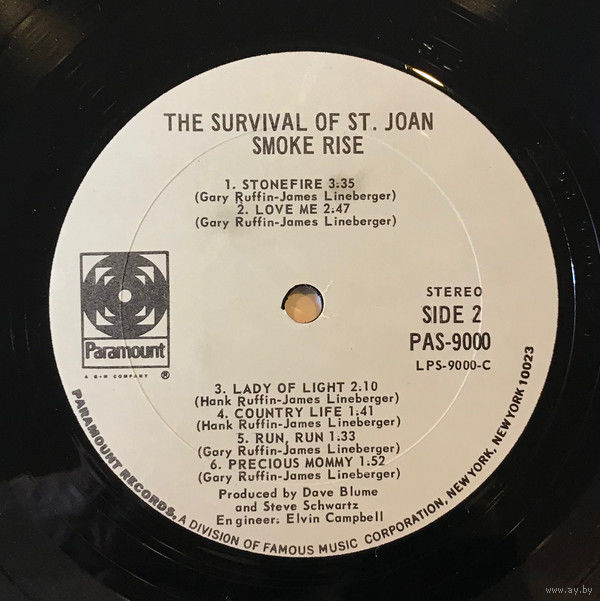 THE SURVIVAL OF ST. JOAN
SMOKE RISE
1. STONEFIRE 3:35
(Gary Ruffin-James Lineberger)
2. LOVE ME 2:47
(Gary Ruffin-James Lineberger)
Paramount
A G+W COMPANY ®
STEREO
SIDE 2
PAS-9000
LPS-9000-C
3. LADY OF LIGHT 2:10
(Hank Ruffin-James Lineberger)
4. COUNTRY LIFE 1:41
(Hank Ruffin-James Lineberger)
5. RUN, RUN 1:33
(Gary Ruffin-James Lineberger)
6. PRECIOUS MOMMY 1:52
(Gary Ruffin-James Lineberger)
Produced by Dave Blume
and Steve Schwartz
Engineer: Elvin Campbell
PARAMOUNT RECORDS, A DIVISION OF FAMOUS MUSIC CORPORATION, NEW YORK, NEW YORK 10023
www.ay.by